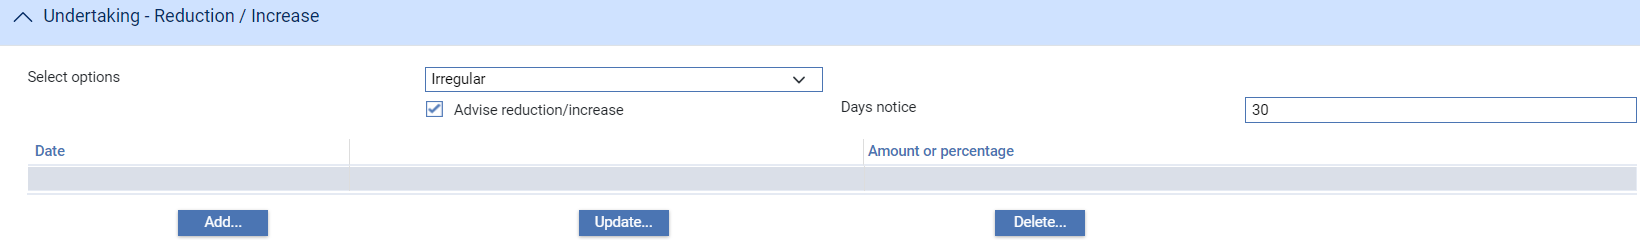 Undertaking - Reduction / Increase
Select options
Irregular
Advise reduction/increase
Days notice
30
Date
Amount or percentage
Add...
Update...
Delete...